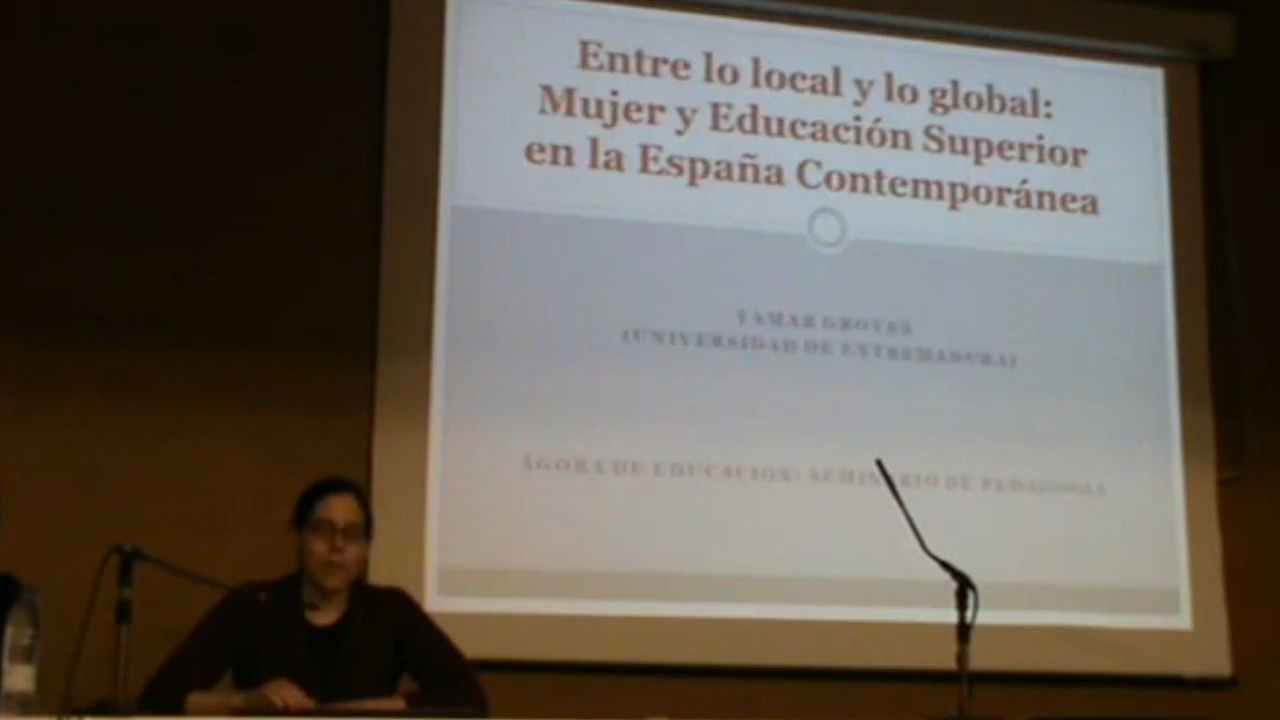 Entre lo local y lo global:
Mujer y Educación Superior
en la España Contemporánea
TAMAR GROVES
(UNIVERSIDAD DE EXTREMADURA)
ÁGORA DE EDUCACIÓN: SEMINARIO DE PEDAGOGÍA